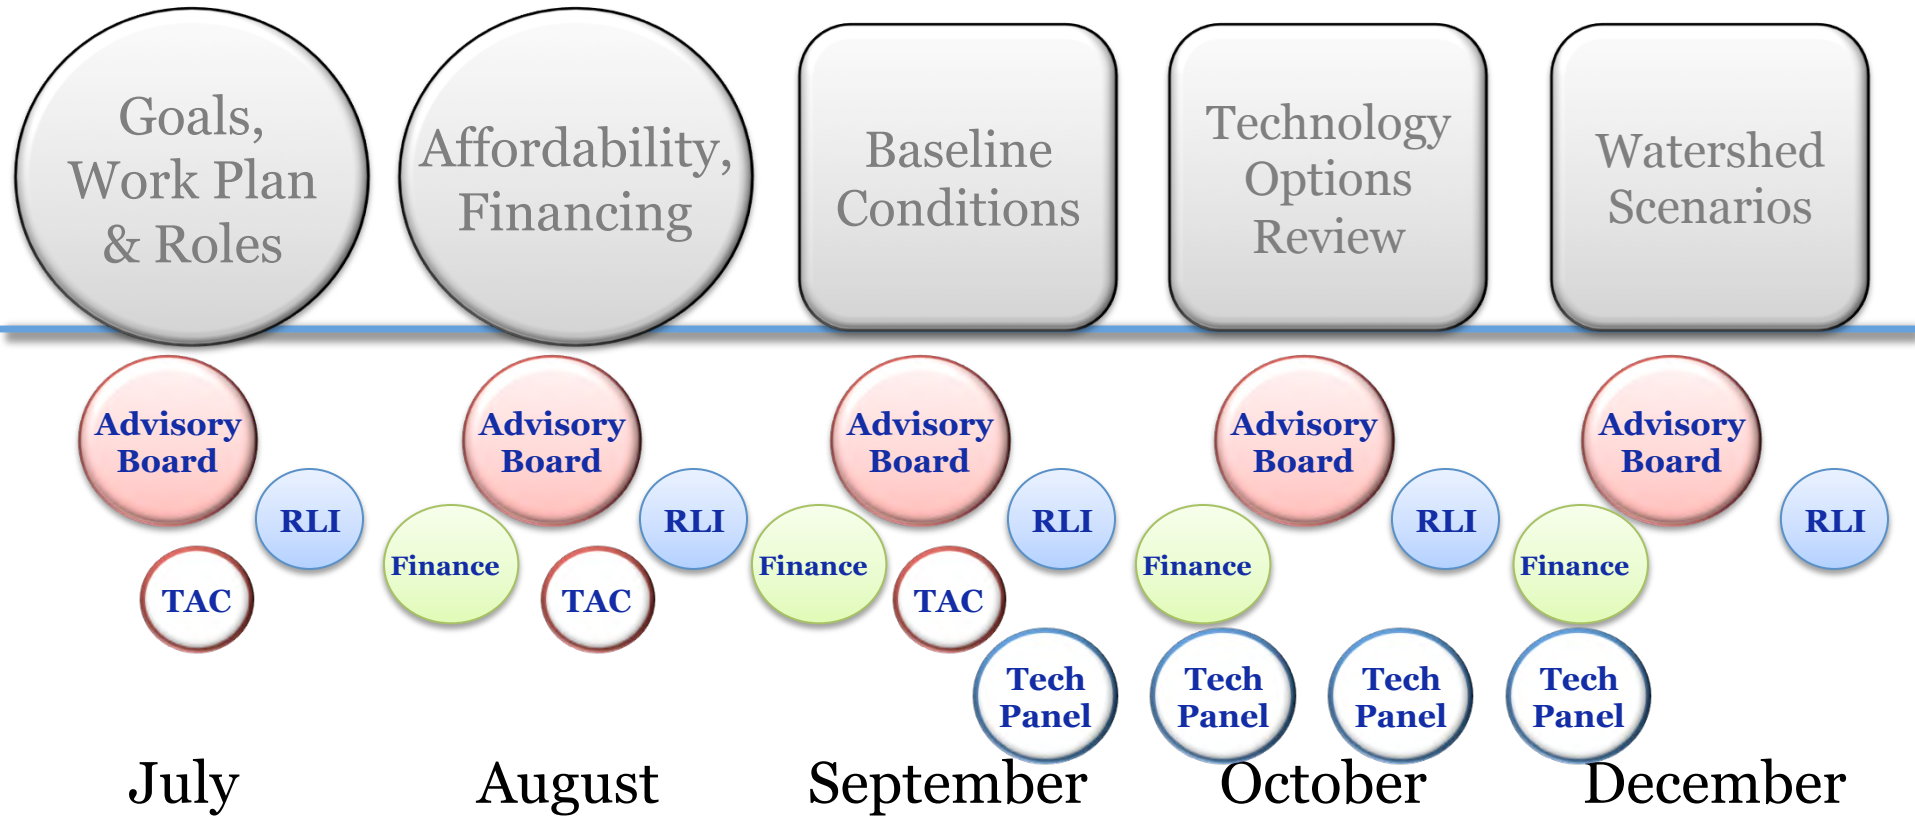 Goals,
Work Plan
& Roles
Affordability,
Financing
Baseline
Conditions
Technology
Options
Review
Watershed
Scenarios
Advisory
Board
RLI
TAC
Advisory
Board
RLI
Finance
TAC
Advisory
Board
RLI
Finance
TAC
Tech
Panel
Advisory
Board
RLI
Finance
Tech
Panel
Tech
Panel
Advisory
Board
RLI
Finance
Tech
Panel
July
August
September
October
December